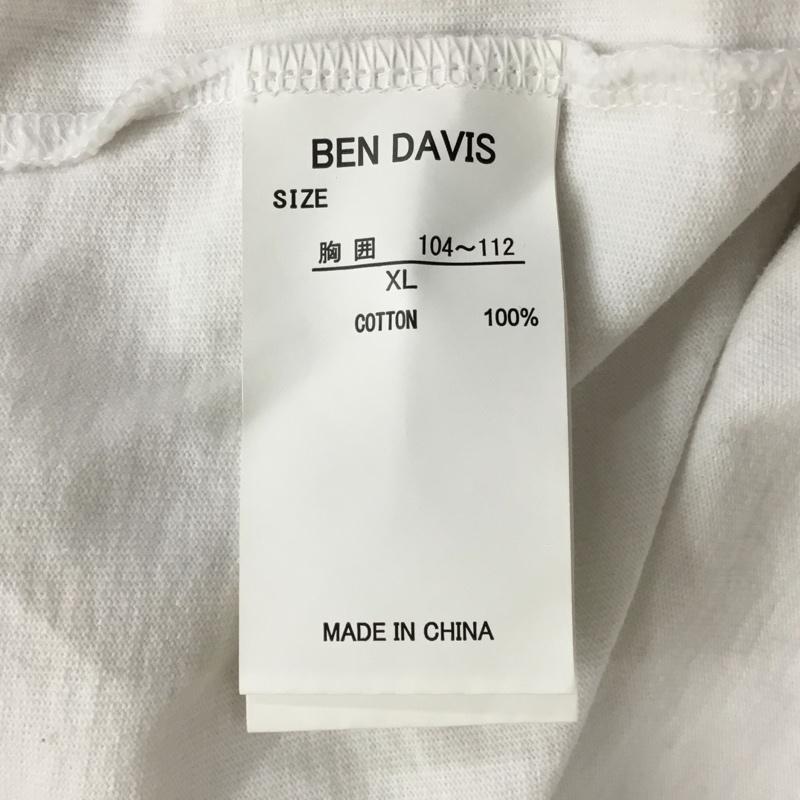 BEN DAVIS
SIZE
胸囲 104～112
XL
COTTON 100%
MADE IN CHINA